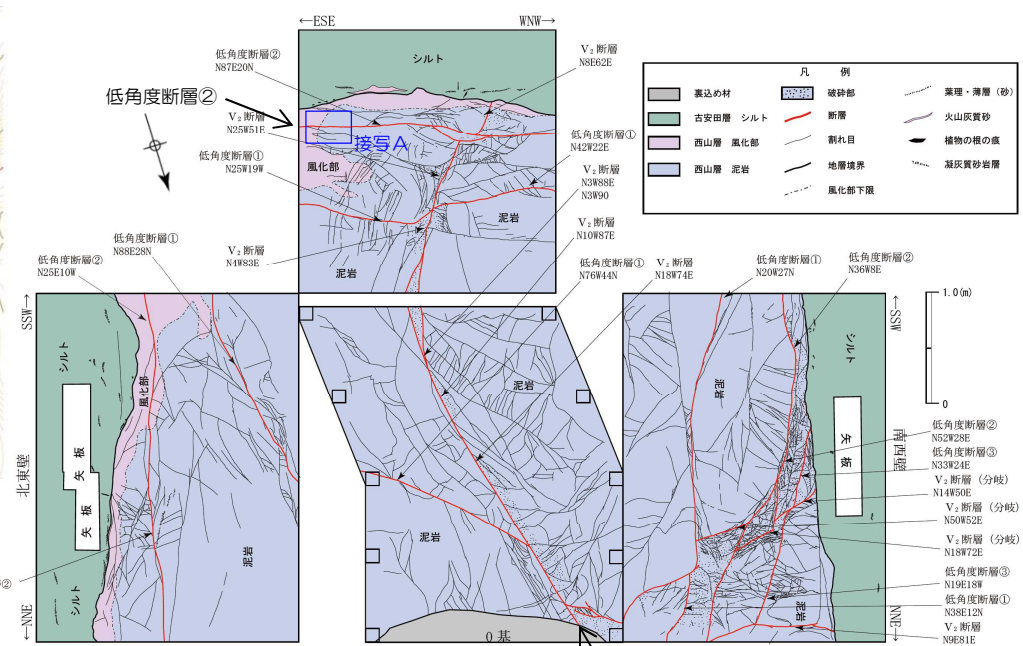 ←ESE
WNW→
シルト
低角度断層②
N87E20N
V₂断層
N8E62E
低角度断層②
V₂断層
N25W51E
接写A
低角度断層①
N42W22E
低角度断層①
N25W19W
風化部
V₂断層
N3W88E
N3W90
泥岩
V₂断層
N10W87E
V₂断層
N4W83E
泥岩
凡 例
裏込め材
古安田層 シルト
西山層 風化部
西山層 泥岩
破砕部
断層
割れ目
地層境界
風化部下限
葉理・薄層（砂）
火山灰質砂
植物の根の痕
凝灰質砂岩層
低角度断層①
N88E28N
低角度断層②
N25E10W
SSW→
シルト
風化部
矢板
矢板
北東壁
泥岩
②
シルト
←NNE
低角度断層①
N76W44N
V₂断層
N18W74E
泥岩
泥岩
0基
低角度断層①
N20W27N
低角度断層②
N36W8E
←SSW
1.0(m)
0
シルト
泥岩
矢板
南西壁
低角度断層②
N52W28E
低角度断層③
N33W24E
V₂断層（分岐）
N14W50E
V₂断層（分岐）
N50W52E
V₂断層（分岐）
N18W72E
低角度断層③
N19E18W
低角度断層①
N38E12N
V₂断層
N9E81E
泥岩
NNE→